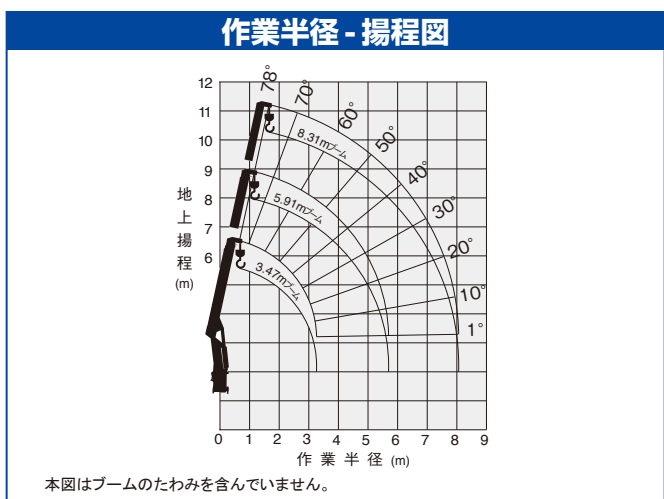 作業半径 - 揚程図
12
11
10
9
8
7
6
地上揚程
(m)
78°
70°
60°
50°
40°
30°
20°
10°
1°
8.31mブーム
5.91mブーム
3.47mブーム
0 1 2 3 4 5 6 7 8 9
作業半径 (m)
本図はブームのたわみを含んでいません。